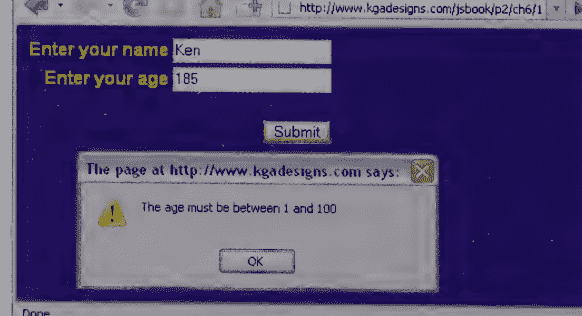 http://www.kgadesigns.com/jsbook/p2/ch6/1
Enter your name Ken
Enter your age 185
Submit
The page at http://www.kgadesigns.com says:
The age must be between 1 and 100
OK
Done